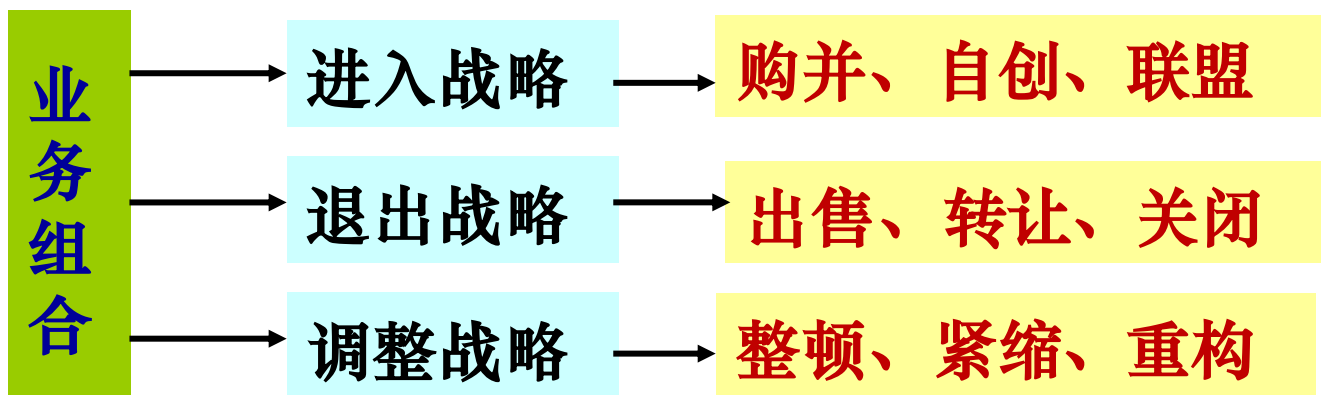 业务组合
进入战略
购并、自创、联盟
退出战略
出售、转让、关闭
调整战略
整顿、紧缩、重构